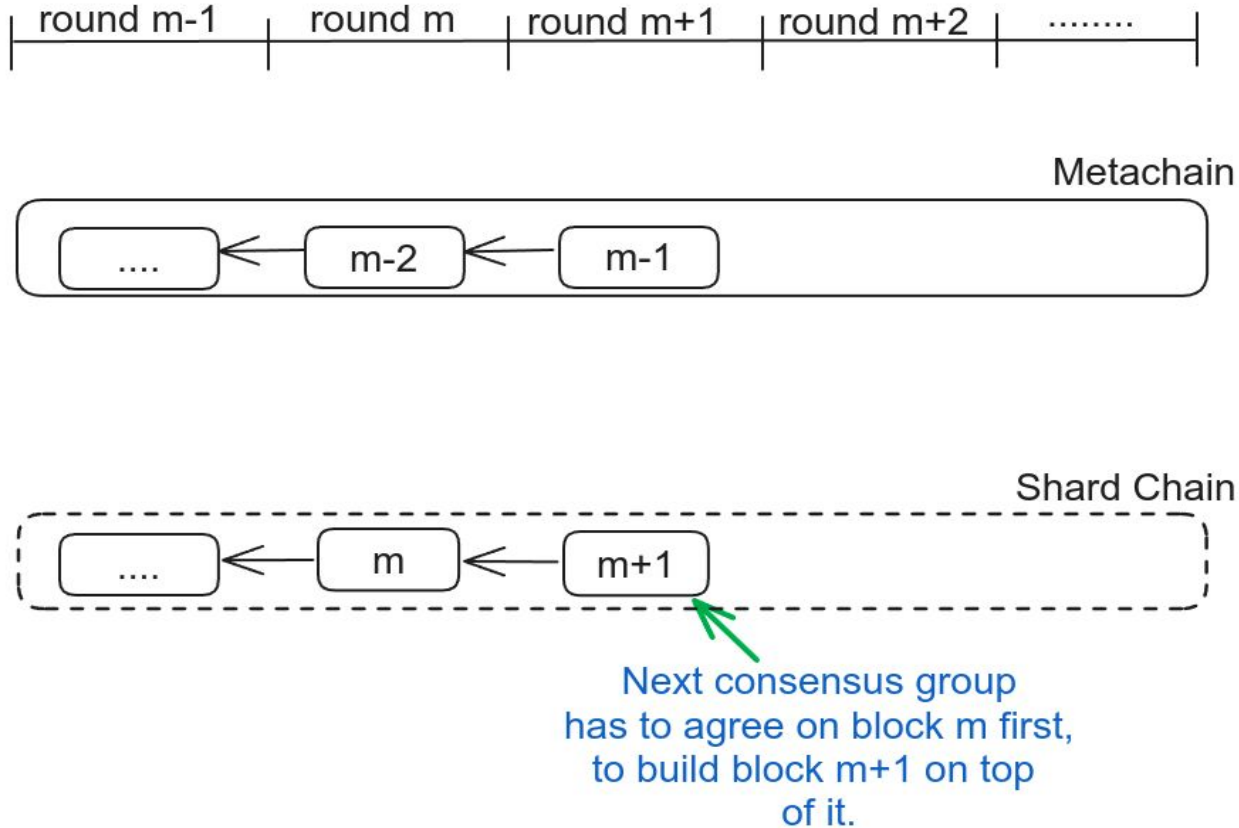 round m-1 round m round m+1 round m+2 ........
Metachain
.... m-2 m-1
Shard Chain
.... m m+1
Next consensus group
has to agree on block m first,
to build block m+1 on top
of it.